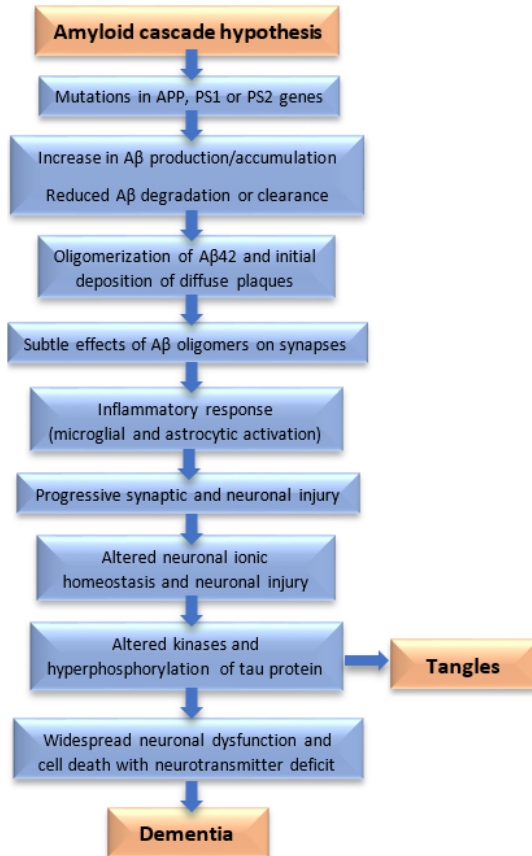 Amyloid cascade hypothesis
Mutations in APP, PS1 or PS2 genes
Increase in Aβ production/accumulation
Reduced Aβ degradation or clearance
Oligomerization of Aβ42 and initial
deposition of diffuse plaques
Subtle effects of Aβ oligomers on synapses
Inflammatory response
(microglial and astrocytic activation)
Progressive synaptic and neuronal injury
Altered neuronal ionic
homeostasis and neuronal injury
Altered kinases and
hyperphosphorylation of tau protein
Tangles
Widespread neuronal dysfunction and
cell death with neurotransmitter deficit
Dementia